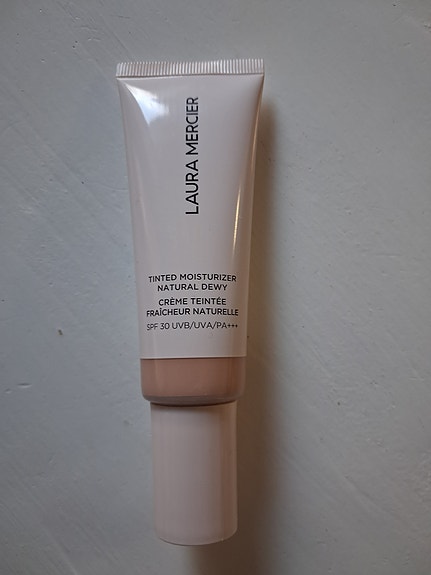 LAURA MERCIER
TINTED MOISTURIZER
NATURAL DEWY
CRÈME TEINTÉE
FRAÎCHEUR NATURELLE
SPF 30 UVB/UVA/PA+++